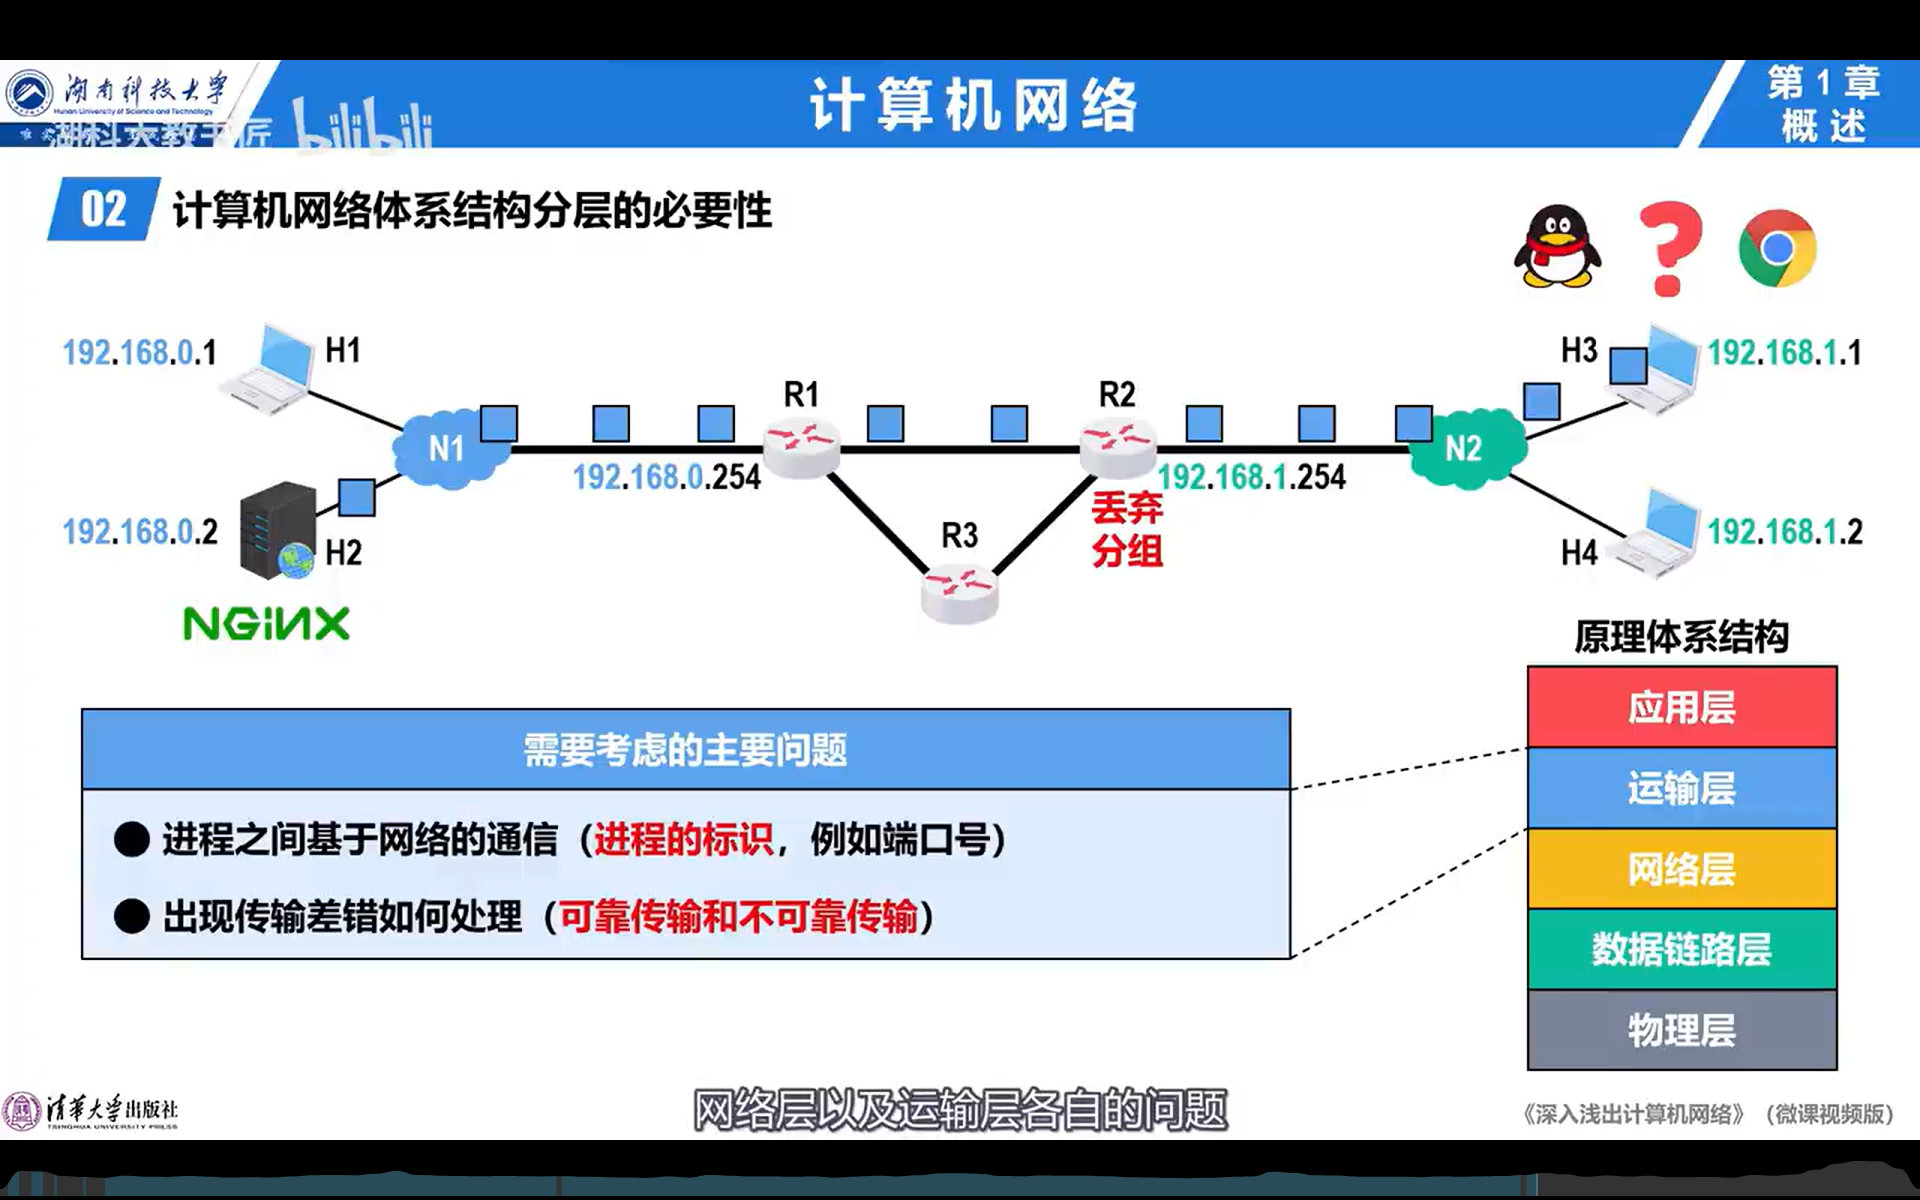 湖南科技大学
Hunan University of Science and Technology
湖科大教书匠
bilibili
计算机网络
第1章
概述
02
计算机网络体系结构分层的必要性
192.168.0.1
H1
H3
192.168.1.1
R1
R2
N1
N2
192.168.0.254
192.168.1.254
丢弃
分组
192.168.0.2
H2
R3
H4
192.168.1.2
NGiNX
原理体系结构
应用层
运输层
网络层
数据链路层
物理层
需要考虑的主要问题
● 进程之间基于网络的通信（进程的标识，例如端口号）
● 出现传输差错如何处理（可靠传输和不可靠传输）
网络层以及运输层各自的问题
清华大学出版社
TSINGHUA UNIVERSITY PRESS
《深入浅出计算机网络》（微课视频版）